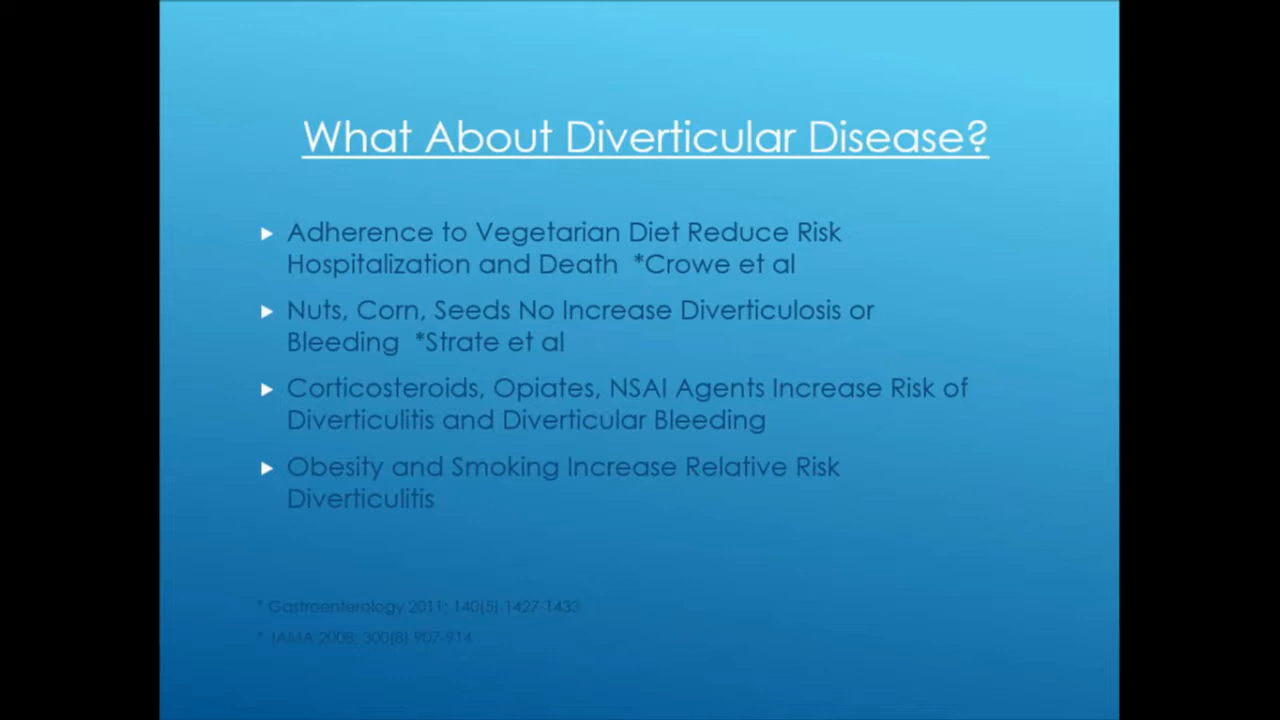 What About Diverticular Disease?
Adherence to Vegetarian Diet Reduce Risk
Hospitalization and Death *Crowe et al
Nuts, Corn, Seeds No Increase Diverticulosis or
Bleeding *Strate et al
Corticosteroids, Opiates, NSAI Agents Increase Risk of
Diverticulitis and Diverticular Bleeding
Obesity and Smoking Increase Relative Risk
Diverticulitis
* Gastroenterology 2011; 140(5) 1427-1433
* JAMA 2008; 300(8) 907-914